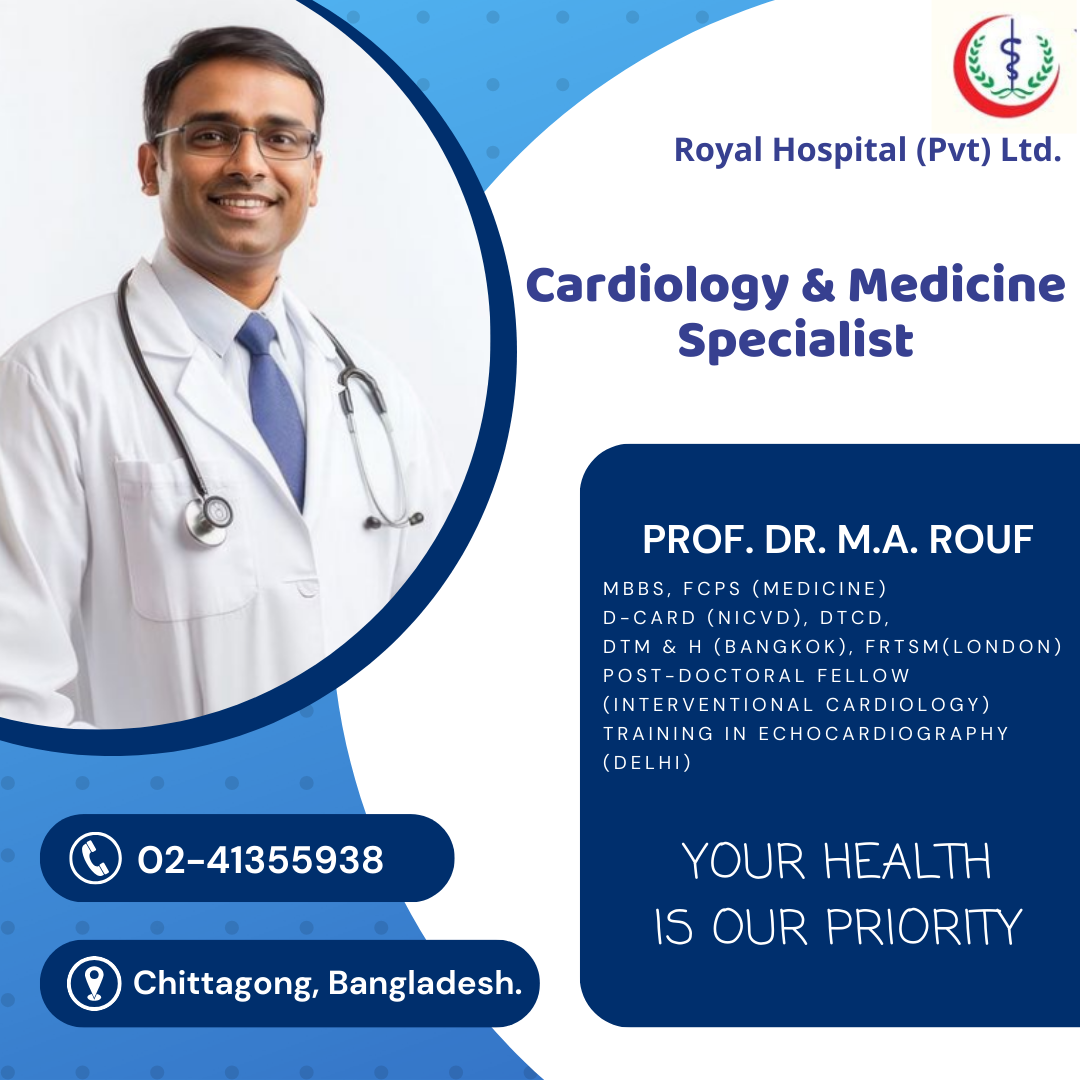 Royal Hospital (Pvt) Ltd.
Cardiology & Medicine
Specialist
PROF. DR. M.A. ROUF
MBBS, FCPS (MEDICINE)
D-CARD (NICVD), DTCD,
DTM & H (BANGKOK), FRTSM(LONDON)
POST-DOCTORAL FELLOW
(INTERVENTIONAL CARDIOLOGY)
TRAINING IN ECHOCARDIOGRAPHY
(DELHI)
YOUR HEALTH
IS OUR PRIORITY
02-41355938
Chittagong, Bangladesh.